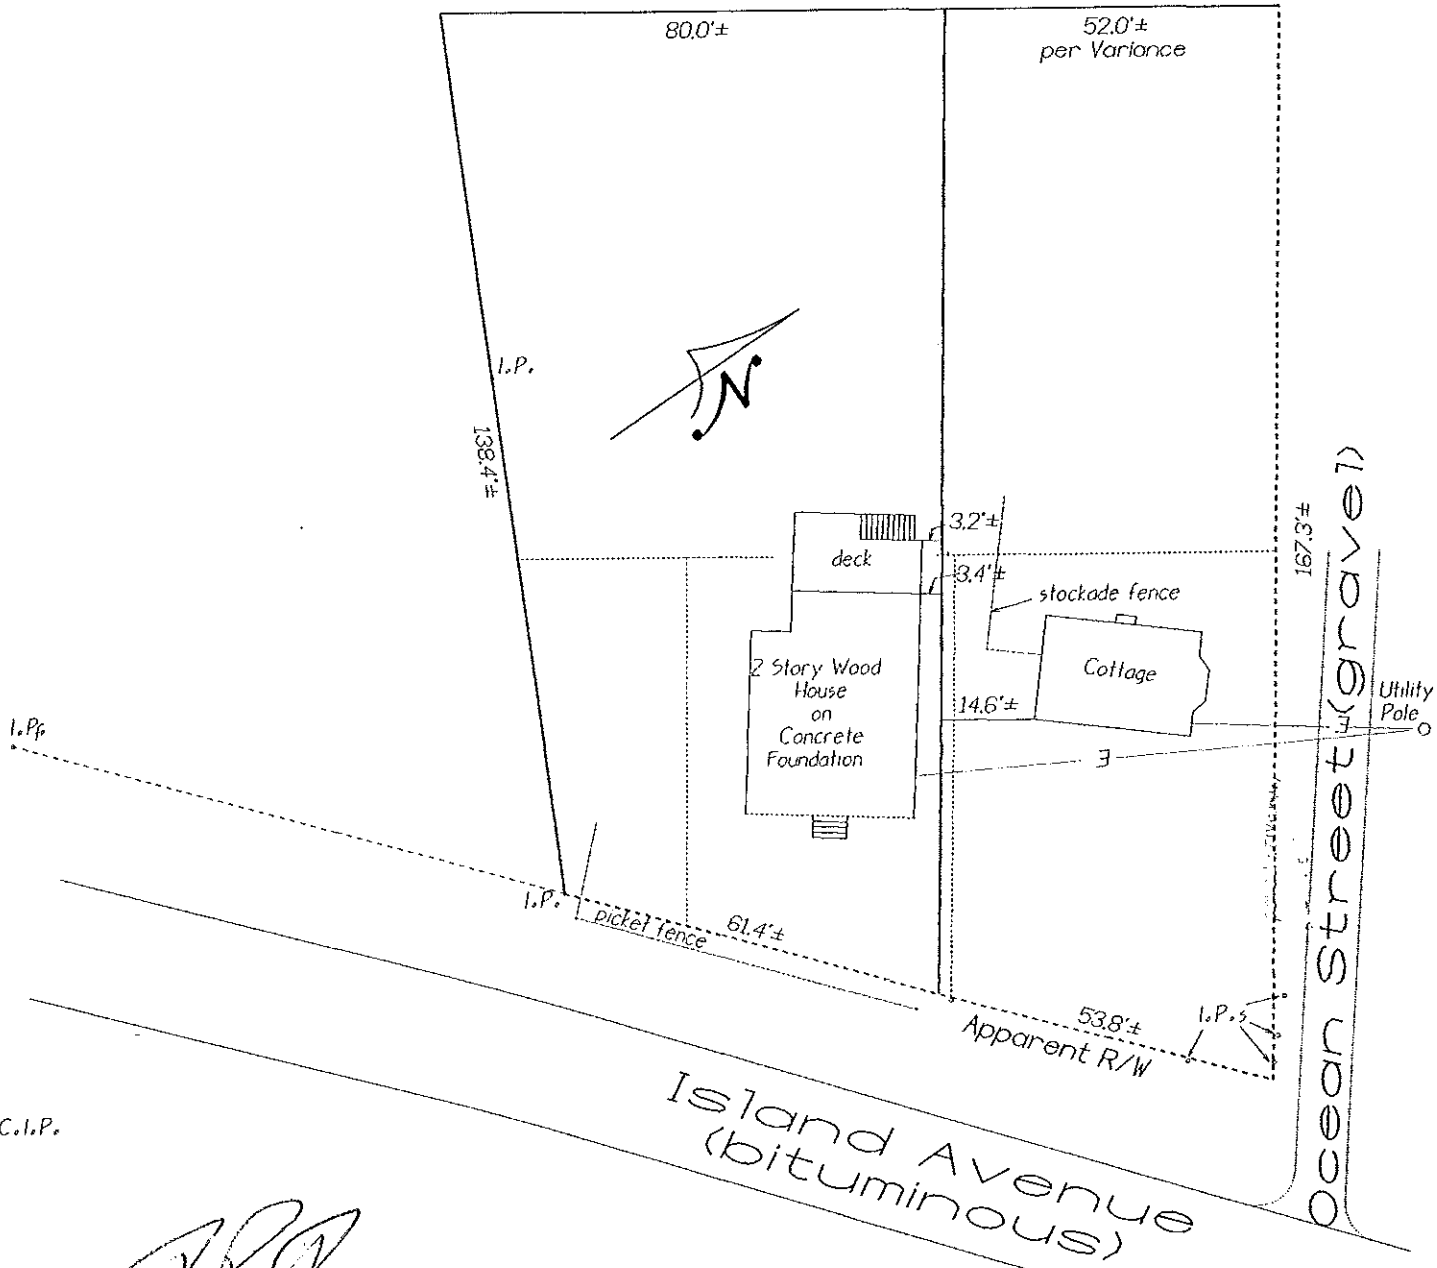 80.0'±
52.0'±
per Variance
I.P.
N
138.4'±
3.2'±
deck
3.4'±
stockade fence
167.3'±
2 Story Wood
House
on
Concrete
Foundation
Cottage
14.6'±
Utility
Pole
E
I.Pf.
I.P.
picket fence
61.4'±
53.8'±
I.P.s
Apparent R/W
Ocean Street (gravel)
Island Avenue
(bituminous)
C.I.P.